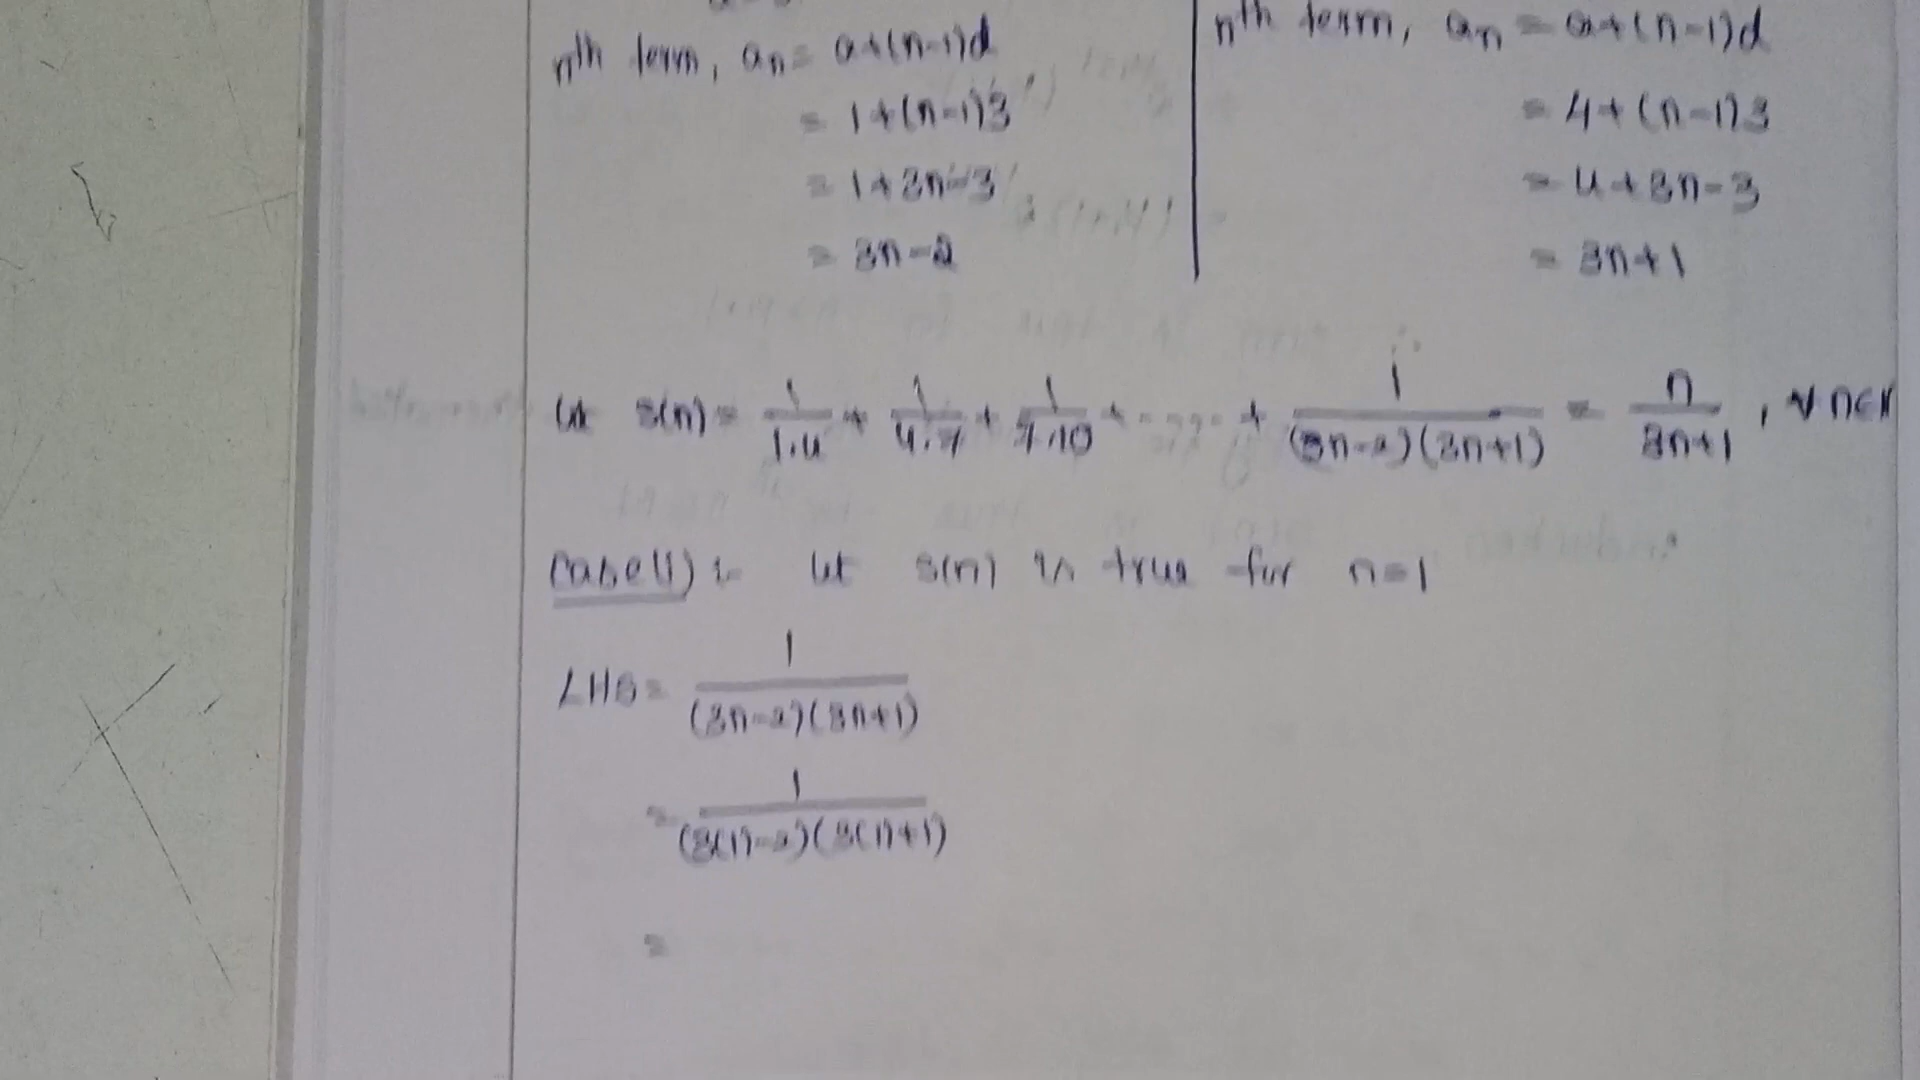 nth term, an = a+(n-1)d
= 1+(n-1)3
= 1+3n-3
= 3n-2
nth term, an = a+(n-1)d
= 4+(n-1)3
= 4+3n-3
= 3n+1
let s(n) = 1/1.4 + 1/4.7 + 1/7.10 + ...... + 1/(3n-2)(3n+1) = n/3n+1, ∀ n∈N
Case(1):- let s(n) is true for n=1
LHS = 1/(3n-2)(3n+1)
= 1/(3(1)-2)(3(1)+1)
=